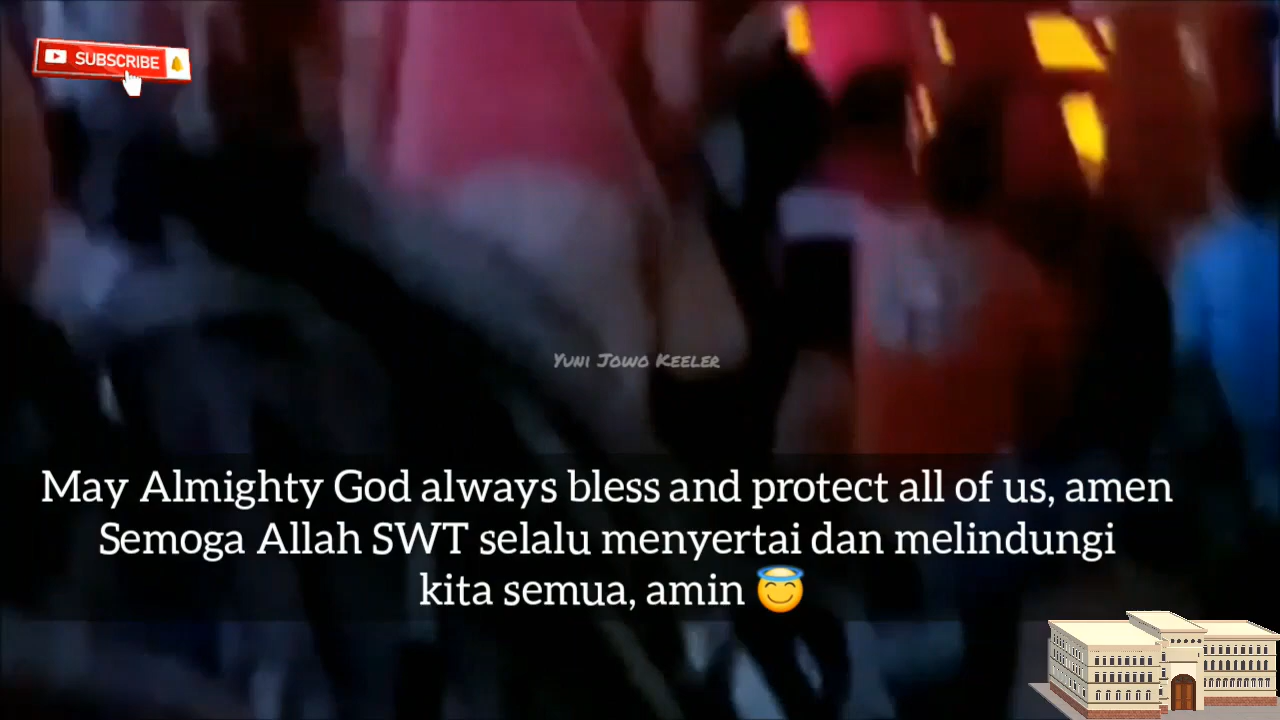 SUBSCRIBE
Yuni Jowo Keeler
May Almighty God always bless and protect all of us, amen
Semoga Allah SWT selalu menyertai dan melindungi
kita semua, amin 😇